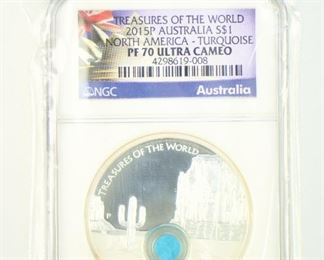 TREASURES OF THE WORLD
2015P AUSTRALIA S$1
NORTH AMERICA - TURQUOISE
PF 70 ULTRA CAMEO
4298619-008
NGC
Australia
TREASURES OF THE WORLD
P